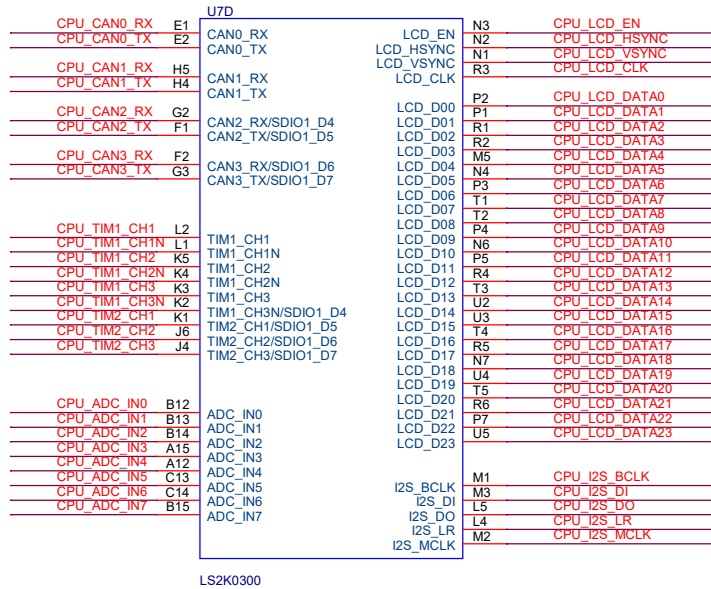 U7D
CPU_CAN0_RX E1 CAN0_RX
CPU_CAN0_TX E2 CAN0_TX
CPU_CAN1_RX H5 CAN1_RX
CPU_CAN1_TX H4 CAN1_TX
CPU_CAN2_RX G2 CAN2_RX/SDIO1_D4
CPU_CAN2_TX F1 CAN2_TX/SDIO1_D5
CPU_CAN3_RX F2 CAN3_RX/SDIO1_D6
CPU_CAN3_TX G3 CAN3_TX/SDIO1_D7
CPU_TIM1_CH1 L2 TIM1_CH1
CPU_TIM1_CH1N L1 TIM1_CH1N
CPU_TIM1_CH2 K5 TIM1_CH2
CPU_TIM1_CH2N K4 TIM1_CH2N
CPU_TIM1_CH3 K3 TIM1_CH3
CPU_TIM1_CH3N K2 TIM1_CH3N/SDIO1_D4
CPU_TIM2_CH1 K1 TIM2_CH1/SDIO1_D5
CPU_TIM2_CH2 J6 TIM2_CH2/SDIO1_D6
CPU_TIM2_CH3 J4 TIM2_CH3/SDIO1_D7
CPU_ADC_IN0 B12 ADC_IN0
CPU_ADC_IN1 B13 ADC_IN1
CPU_ADC_IN2 B14 ADC_IN2
CPU_ADC_IN3 A15 ADC_IN3
CPU_ADC_IN4 A12 ADC_IN4
CPU_ADC_IN5 C13 ADC_IN5
CPU_ADC_IN6 C14 ADC_IN6
CPU_ADC_IN7 B15 ADC_IN7
LCD_EN N3 CPU_LCD_EN
LCD_HSYNC N2 CPU_LCD_HSYNC
LCD_VSYNC N1 CPU_LCD_VSYNC
LCD_CLK R3 CPU_LCD_CLK
LCD_D00 P2 CPU_LCD_DATA0
LCD_D01 P1 CPU_LCD_DATA1
LCD_D02 R1 CPU_LCD_DATA2
LCD_D03 R2 CPU_LCD_DATA3
LCD_D04 M5 CPU_LCD_DATA4
LCD_D05 N4 CPU_LCD_DATA5
LCD_D06 P3 CPU_LCD_DATA6
LCD_D07 T1 CPU_LCD_DATA7
LCD_D08 T2 CPU_LCD_DATA8
LCD_D09 P4 CPU_LCD_DATA9
LCD_D10 N6 CPU_LCD_DATA10
LCD_D11 P5 CPU_LCD_DATA11
LCD_D12 R4 CPU_LCD_DATA12
LCD_D13 T3 CPU_LCD_DATA13
LCD_D14 U2 CPU_LCD_DATA14
LCD_D15 U3 CPU_LCD_DATA15
LCD_D16 T4 CPU_LCD_DATA16
LCD_D17 R5 CPU_LCD_DATA17
LCD_D18 N7 CPU_LCD_DATA18
LCD_D19 U4 CPU_LCD_DATA19
LCD_D20 T5 CPU_LCD_DATA20
LCD_D21 R6 CPU_LCD_DATA21
LCD_D22 P7 CPU_LCD_DATA22
LCD_D23 U5 CPU_LCD_DATA23
I2S_BCLK M1 CPU_I2S_BCLK
I2S_DI M3 CPU_I2S_DI
I2S_DO L5 CPU_I2S_DO
I2S_LR L4 CPU_I2S_LR
I2S_MCLK M2 CPU_I2S_MCLK
LS2K0300